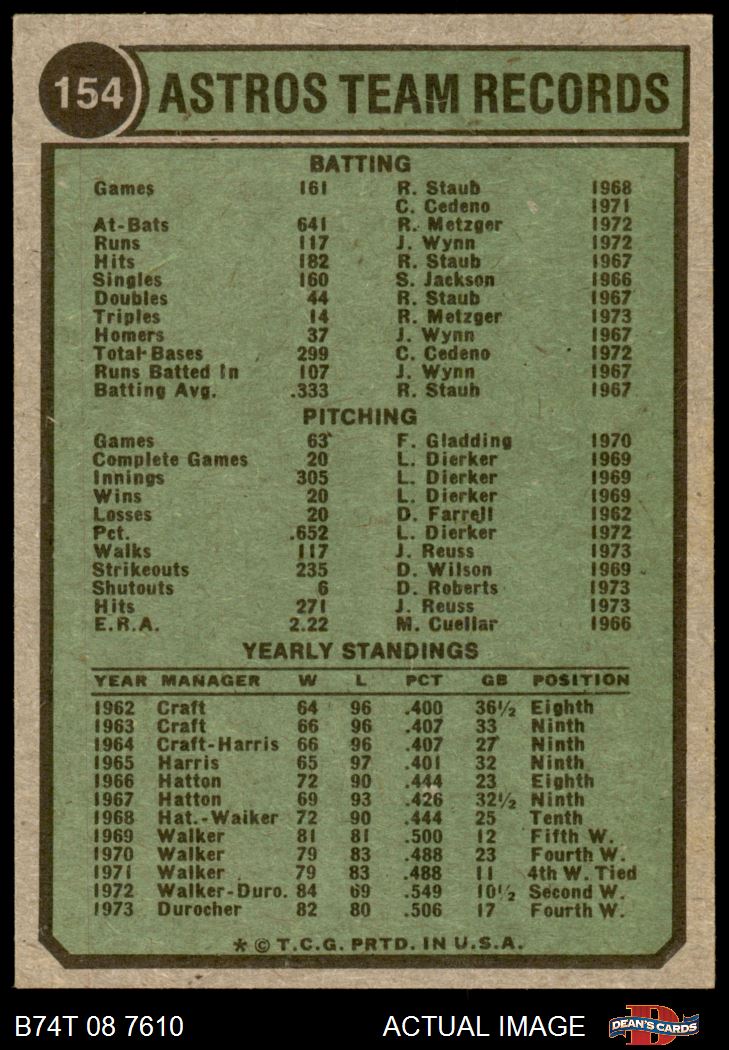 154 ASTROS TEAM RECORDS
BATTING
Games 161 R. Staub 1968
C. Cedeno 1971
At-Bats 641 R. Metzger 1972
Runs 117 J. Wynn 1972
Hits 182 R. Staub 1967
Singles 160 S. Jackson 1966
Doubles 44 R. Staub 1967
Triples 14 R. Metzger 1973
Homers 37 J. Wynn 1967
Total-Bases 299 C. Cedeno 1972
Runs Batted In 107 J. Wynn 1967
Batting Avg. .333 R. Staub 1967
PITCHING
Games 63 F. Gladding 1970
Complete Games 20 L. Dierker 1969
Innings 305 L. Dierker 1969
Wins 20 L. Dierker 1969
Losses 20 D. Farrell 1962
Pct. .652 L. Dierker 1972
Walks 117 J. Reuss 1973
Strikeouts 235 D. Wilson 1969
Shutouts 6 D. Roberts 1973
Hits 271 J. Reuss 1973
E.R.A. 2.22 M. Cuellar 1966
YEARLY STANDINGS
YEAR MANAGER W L PCT GB POSITION
1962 Craft 64 96 .400 36½ Eighth
1963 Craft 66 96 .407 33 Ninth
1964 Craft-Harris 66 96 .407 27 Ninth
1965 Harris 65 97 .401 32 Ninth
1966 Hatton 72 90 .444 23 Eighth
1967 Hatton 69 93 .426 32½ Ninth
1968 Hat.-Walker 72 90 .444 25 Tenth
1969 Walker 81 81 .500 12 Fifth W.
1970 Walker 79 83 .488 23 Fourth W.
1971 Walker 79 83 .488 11 4th W. Tied
1972 Walker-Duro. 84 69 .549 10½ Second W.
1973 Durocher 82 80 .506 17 Fourth W.
* © T.C.G. PRTD. IN U.S.A.
B74T 08 7610 ACTUAL IMAGE DEAN'S CARDS